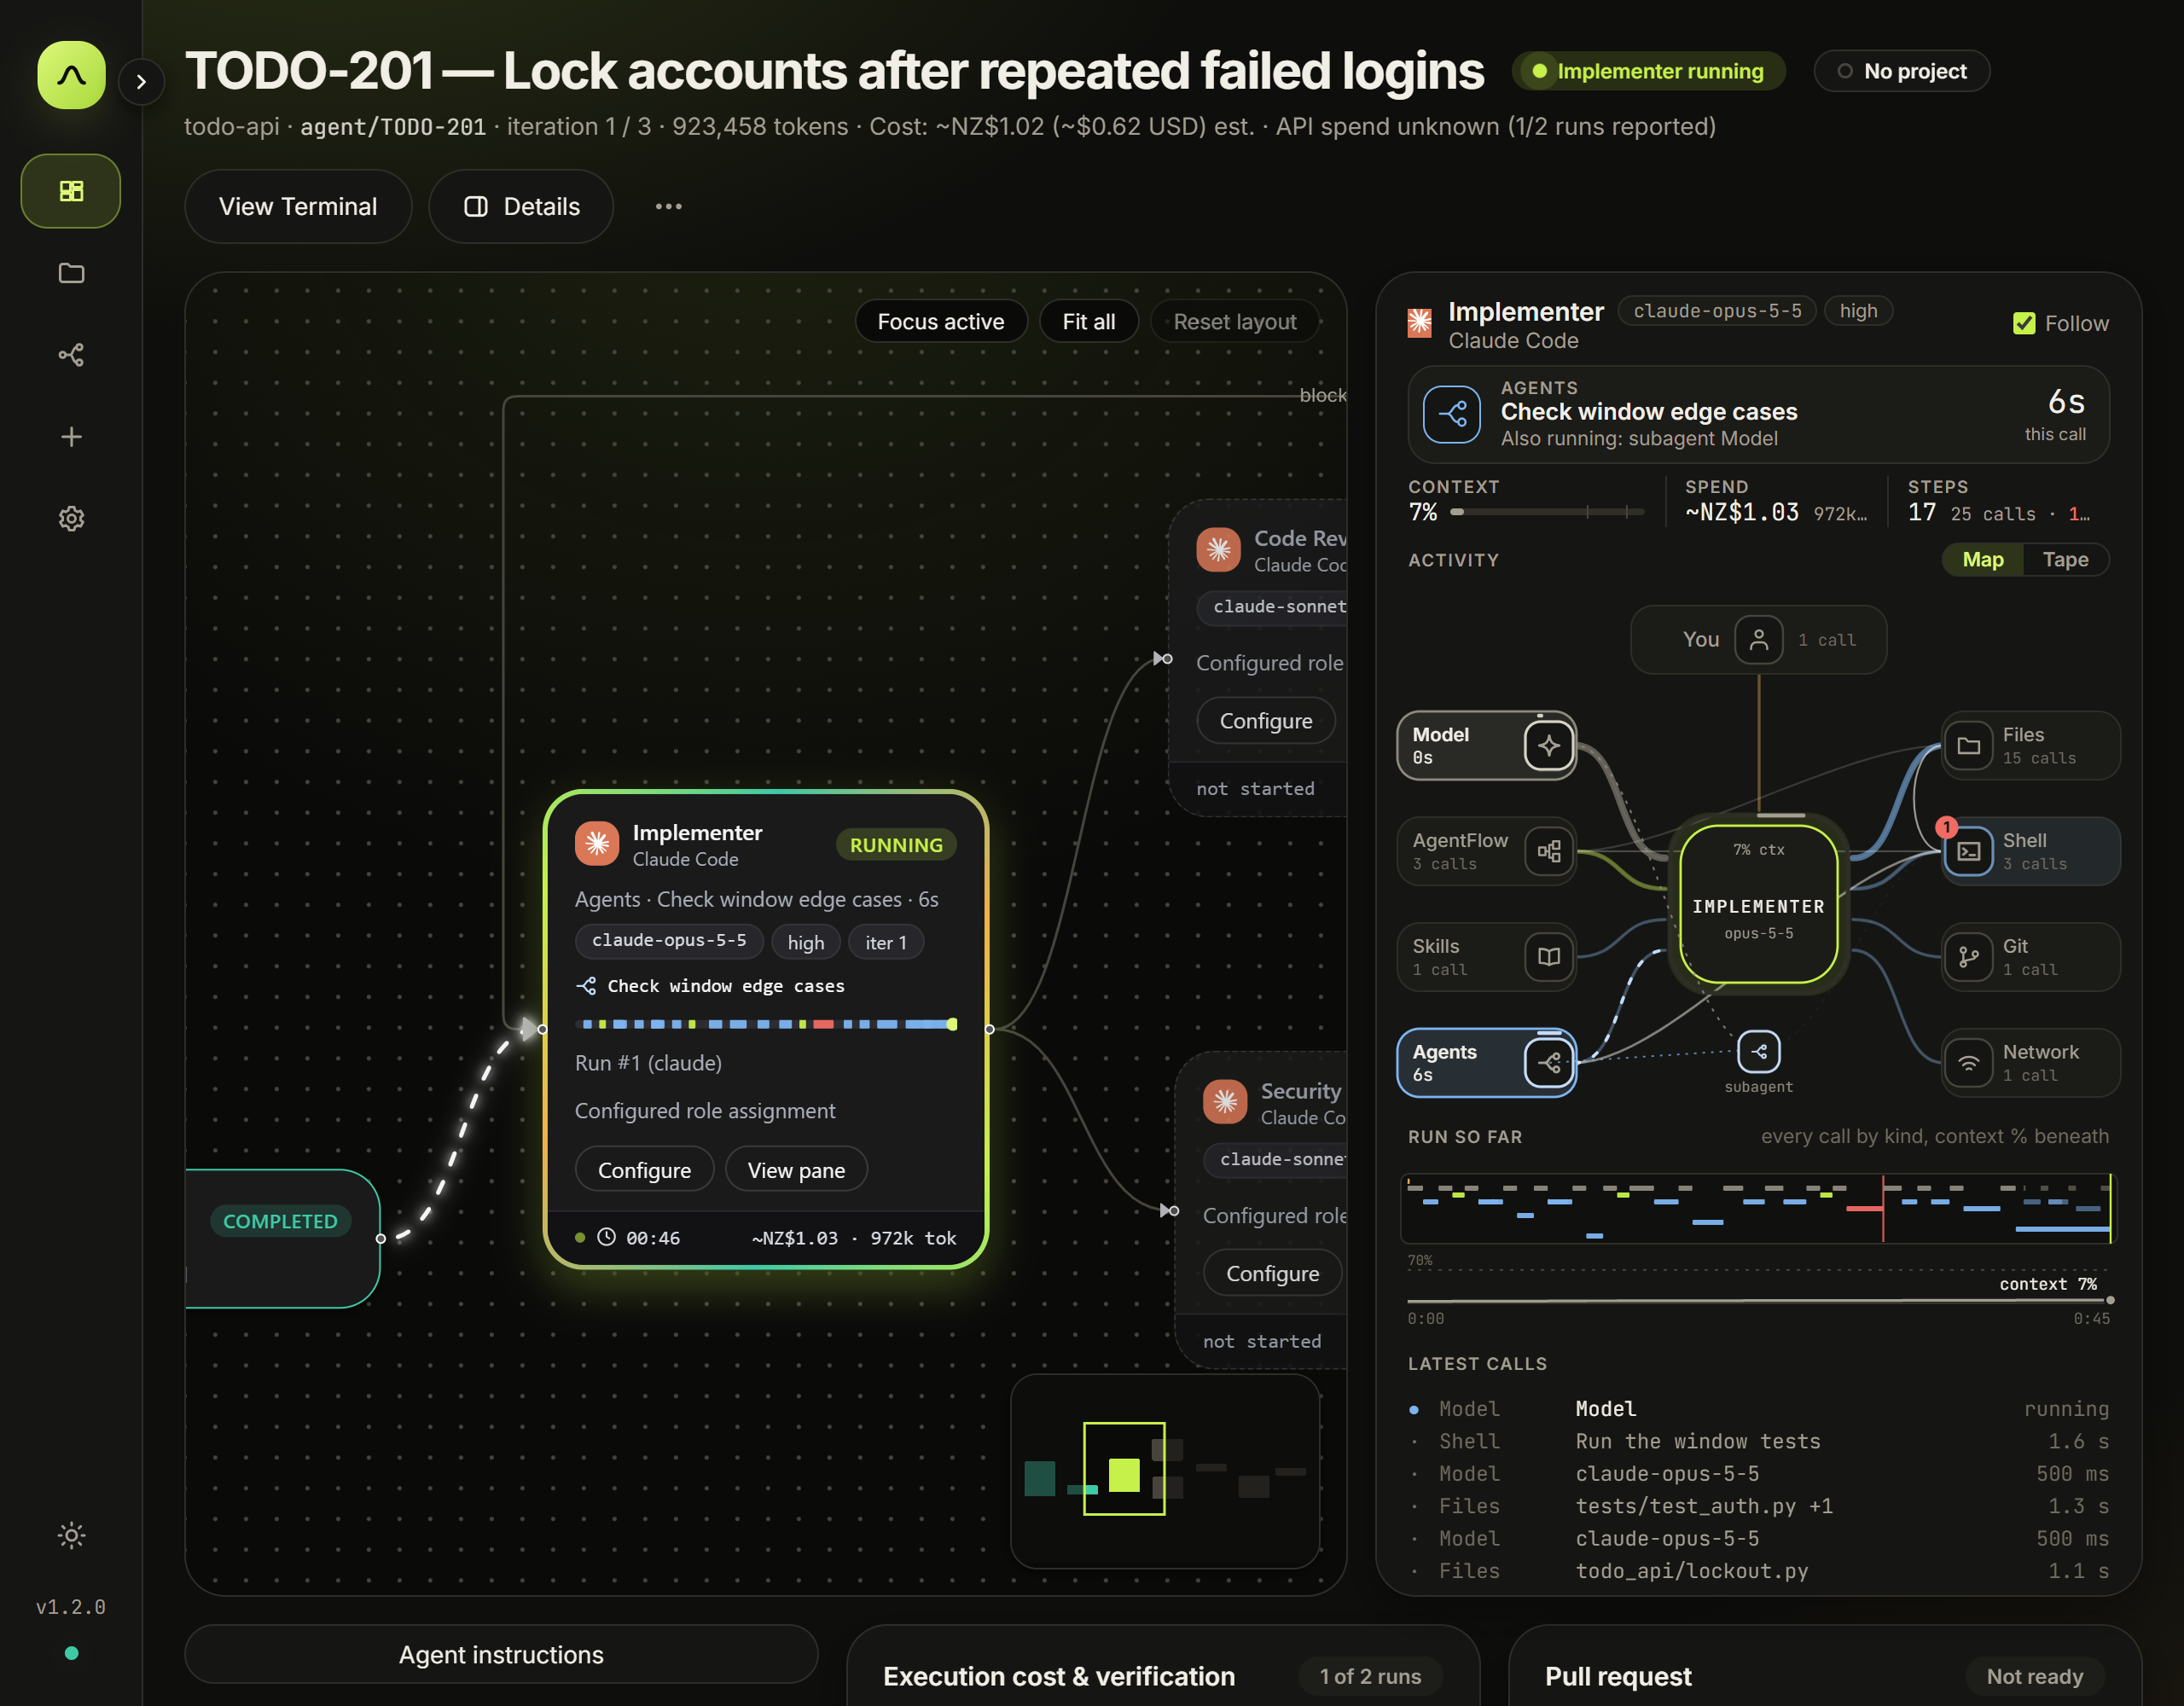 TODO-201 — Lock accounts after repeated failed logins
Implementer running
No project
todo-api · agent/TODO-201 · iteration 1 / 3 · 923,458 tokens · Cost: ~NZ$1.02 (~$0.62 USD) est. · API spend unknown (1/2 runs reported)
View Terminal
Details
Focus active
Fit all
Reset layout
block
Code Rev
Claude Coc
claude-sonnet
Configured role
Configure
not started
Implementer
Claude Code
RUNNING
Agents · Check window edge cases · 6s
claude-opus-5-5
high
iter 1
Check window edge cases
Run #1 (claude)
Configured role assignment
Configure
View pane
00:46
~NZ$1.03 · 972k tok
COMPLETED
Security
Claude Co
claude-sonne
Configured role
Configure
not started
Implementer
claude-opus-5-5
high
Claude Code
Follow
AGENTS
Check window edge cases
Also running: subagent Model
6s
this call
CONTEXT
7%
SPEND
~NZ$1.03 972k…
STEPS
17 25 calls · 1…
ACTIVITY
Map
Tape
You
1 call
Model
0s
Files
15 calls
AgentFlow
3 calls
7% ctx
IMPLEMENTER
opus-5-5
1
Shell
3 calls
Skills
1 call
Git
1 call
Agents
6s
subagent
Network
1 call
RUN SO FAR
every call by kind, context % beneath
70%
context 7%
0:00
0:45
LATEST CALLS
Model Model running
Shell Run the window tests 1.6 s
Model claude-opus-5-5 500 ms
Files tests/test_auth.py +1 1.3 s
Model claude-opus-5-5 500 ms
Files todo_api/lockout.py 1.1 s
v1.2.0
Agent instructions
Execution cost & verification
1 of 2 runs
Pull request
Not ready